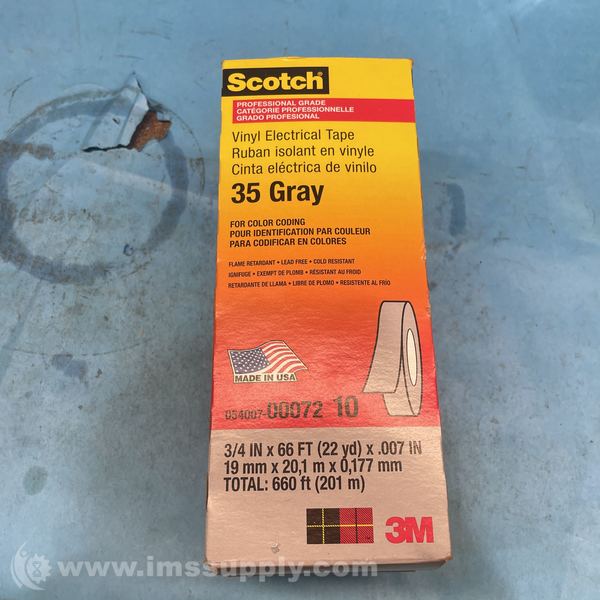 Scotch®
PROFESSIONAL GRADE
CATÉGORIE PROFESSIONNELLE
GRADO PROFESIONAL
Vinyl Electrical Tape
Ruban isolant en vinyle
Cinta eléctrica de vinilo
35 Gray
FOR COLOR CODING
POUR IDENTIFICATION PAR COULEUR
PARA CODIFICAR EN COLORES
FLAME RETARDANT • LEAD FREE • COLD RESISTANT
IGNIFUGE • EXEMPT DE PLOMB • RÉSISTANT AU FROID
RETARDANTE DE LLAMA • LIBRE DE PLOMO • RESISTENTE AL FRÍO
MADE IN USA
054007-00072 10
3/4 IN x 66 FT (22 yd) x .007 IN
19 mm x 20,1 m x 0,177 mm
TOTAL: 660 ft (201 m)
3M
www.imssupply.com